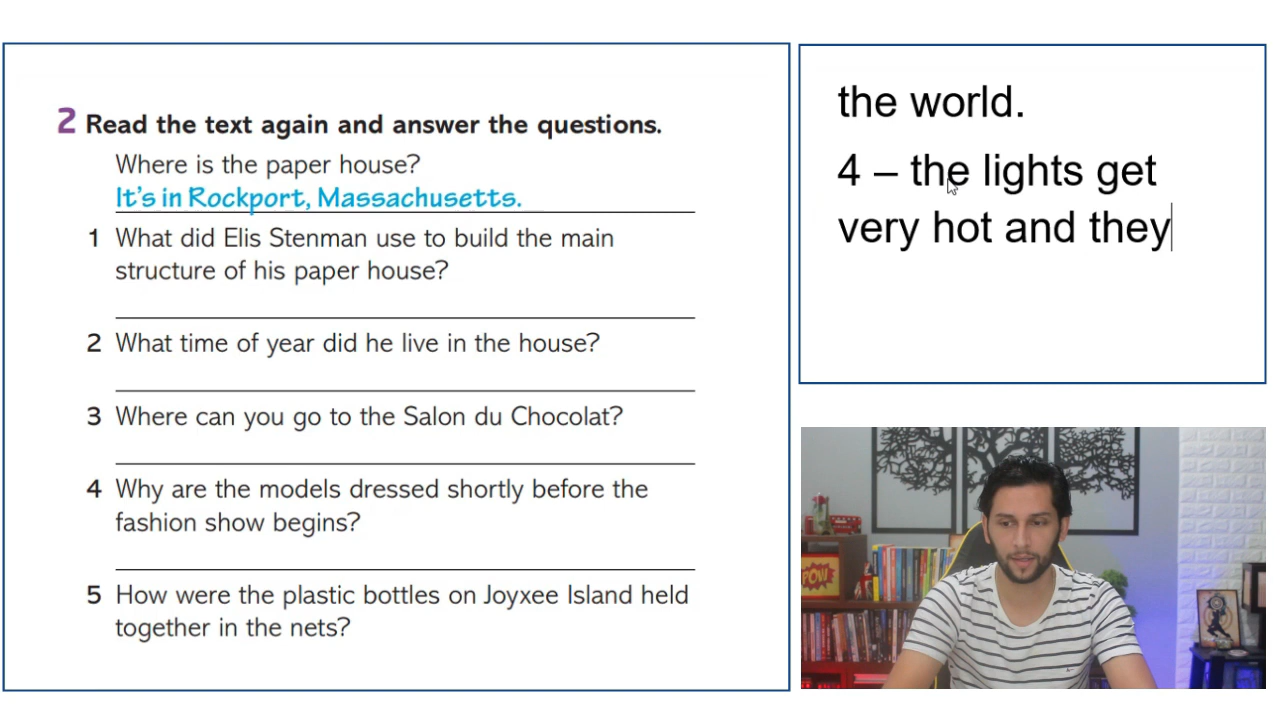 2 Read the text again and answer the questions.
Where is the paper house?
It's in Rockport, Massachusetts.
1 What did Elis Stenman use to build the main
structure of his paper house?
2 What time of year did he live in the house?
3 Where can you go to the Salon du Chocolat?
4 Why are the models dressed shortly before the
fashion show begins?
5 How were the plastic bottles on Joyxee Island held
together in the nets?
the world.
4 – the lights get
very hot and they
POW!